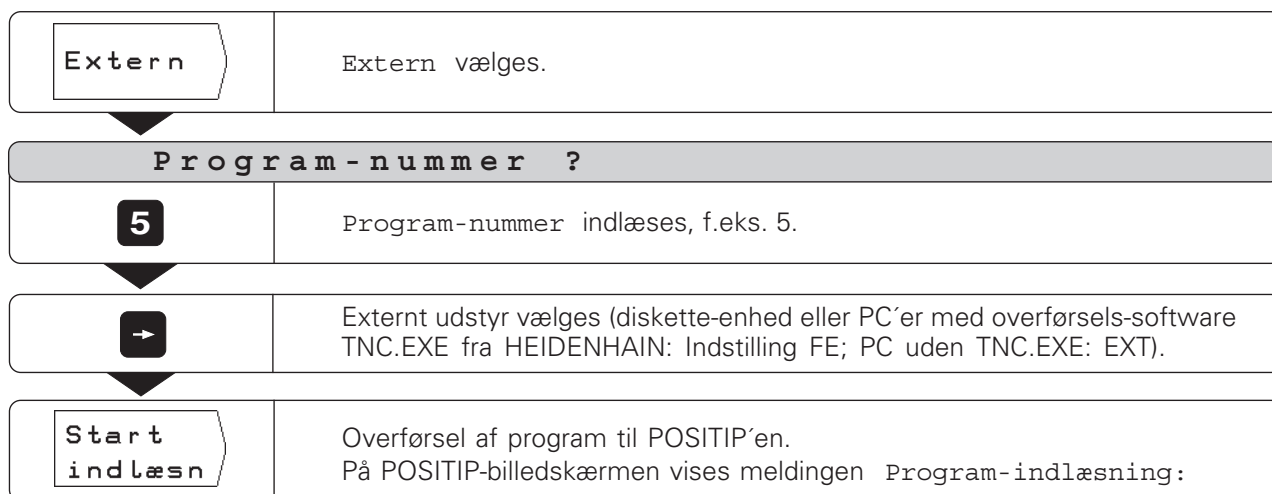 Extern
Extern vælges.
Program-nummer ?
5
Program-nummer indlæses, f.eks. 5.
Externt udstyr vælges (diskette-enhed eller PC´er med overførsels-software
TNC.EXE fra HEIDENHAIN: Indstilling FE; PC uden TNC.EXE: EXT).
Start
indlæsn
Overførsel af program til POSITIP´en.
På POSITIP-billedskærmen vises meldingen Program-indlæsning: